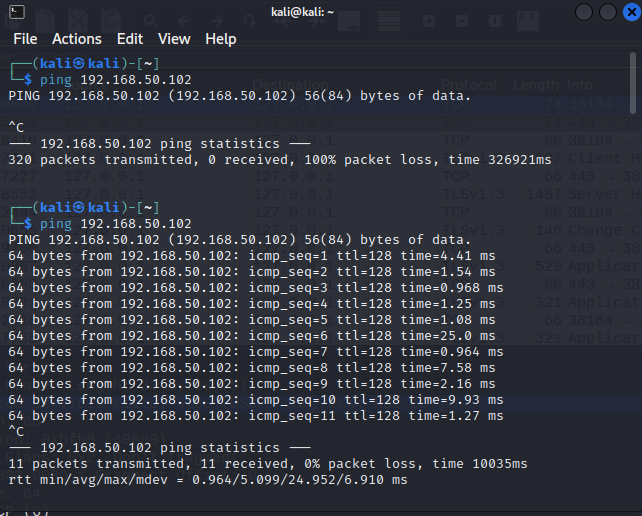 kali@kali: ~
File Actions Edit View Help
┌──(kali㉿kali)-[~]
└─$ ping 192.168.50.102
PING 192.168.50.102 (192.168.50.102) 56(84) bytes of data.
^C
--- 192.168.50.102 ping statistics ---
320 packets transmitted, 0 received, 100% packet loss, time 326921ms
┌──(kali㉿kali)-[~]
└─$ ping 192.168.50.102
PING 192.168.50.102 (192.168.50.102) 56(84) bytes of data.
64 bytes from 192.168.50.102: icmp_seq=1 ttl=128 time=4.41 ms
64 bytes from 192.168.50.102: icmp_seq=2 ttl=128 time=1.54 ms
64 bytes from 192.168.50.102: icmp_seq=3 ttl=128 time=0.968 ms
64 bytes from 192.168.50.102: icmp_seq=4 ttl=128 time=1.25 ms
64 bytes from 192.168.50.102: icmp_seq=5 ttl=128 time=1.08 ms
64 bytes from 192.168.50.102: icmp_seq=6 ttl=128 time=25.0 ms
64 bytes from 192.168.50.102: icmp_seq=7 ttl=128 time=0.964 ms
64 bytes from 192.168.50.102: icmp_seq=8 ttl=128 time=7.58 ms
64 bytes from 192.168.50.102: icmp_seq=9 ttl=128 time=2.16 ms
64 bytes from 192.168.50.102: icmp_seq=10 ttl=128 time=9.93 ms
64 bytes from 192.168.50.102: icmp_seq=11 ttl=128 time=1.27 ms
^C
--- 192.168.50.102 ping statistics ---
11 packets transmitted, 11 received, 0% packet loss, time 10035ms
rtt min/avg/max/mdev = 0.964/5.099/24.952/6.910 ms